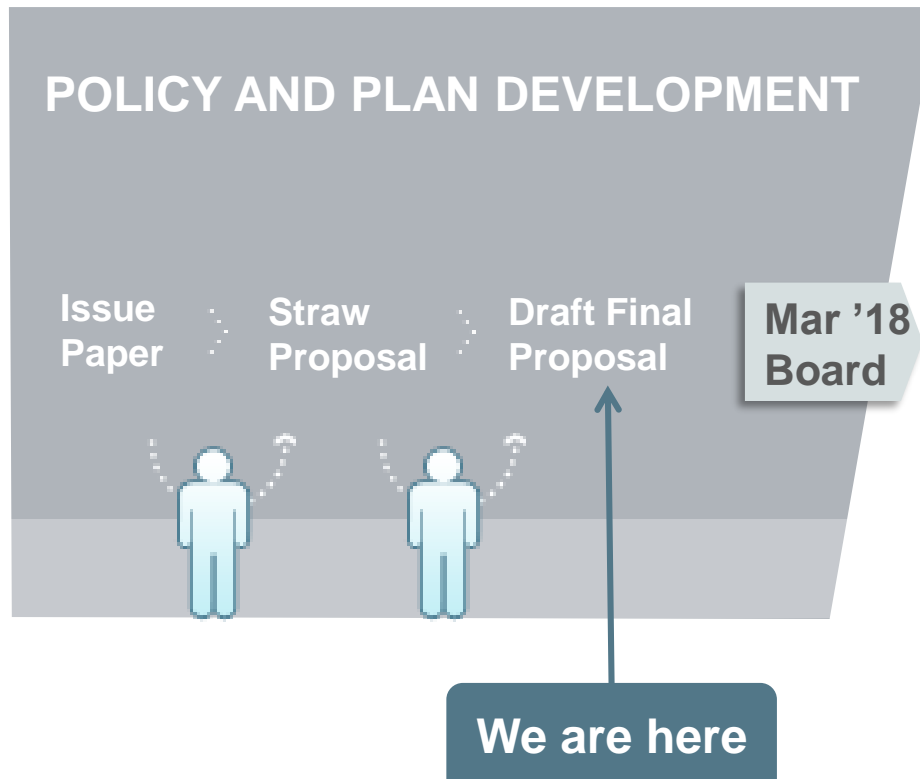 POLICY AND PLAN DEVELOPMENT
Issue
Paper
Straw
Proposal
Draft Final
Proposal
Mar ’18
Board
We are here